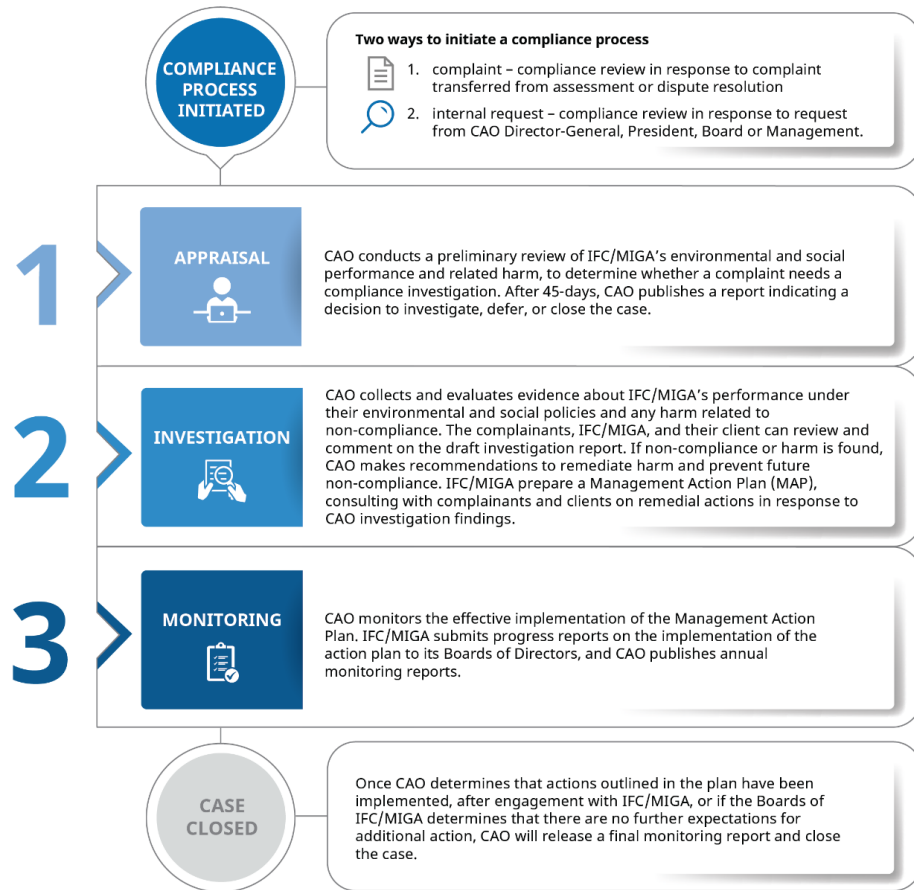 COMPLIANCE
PROCESS
INITIATED
Two ways to initiate a compliance process
1. complaint – compliance review in response to complaint
transferred from assessment or dispute resolution
2. internal request – compliance review in response to request
from CAO Director-General, President, Board or Management.
1
APPRAISAL
CAO conducts a preliminary review of IFC/MIGA’s environmental and social
performance and related harm, to determine whether a complaint needs a
compliance investigation. After 45-days, CAO publishes a report indicating a
decision to investigate, defer, or close the case.
2
INVESTIGATION
CAO collects and evaluates evidence about IFC/MIGA’s performance under
their environmental and social policies and any harm related to
non-compliance. The complainants, IFC/MIGA, and their client can review and
comment on the draft investigation report. If non-compliance or harm is found,
CAO makes recommendations to remediate harm and prevent future
non-compliance. IFC/MIGA prepare a Management Action Plan (MAP),
consulting with complainants and clients on remedial actions in response to
CAO investigation findings.
3
MONITORING
CAO monitors the effective implementation of the Management Action
Plan. IFC/MIGA submits progress reports on the implementation of the
action plan to its Boards of Directors, and CAO publishes annual
monitoring reports.
CASE
CLOSED
Once CAO determines that actions outlined in the plan have been
implemented, after engagement with IFC/MIGA, or if the Boards of
IFC/MIGA determines that there are no further expectations for
additional action, CAO will release a final monitoring report and close
the case.